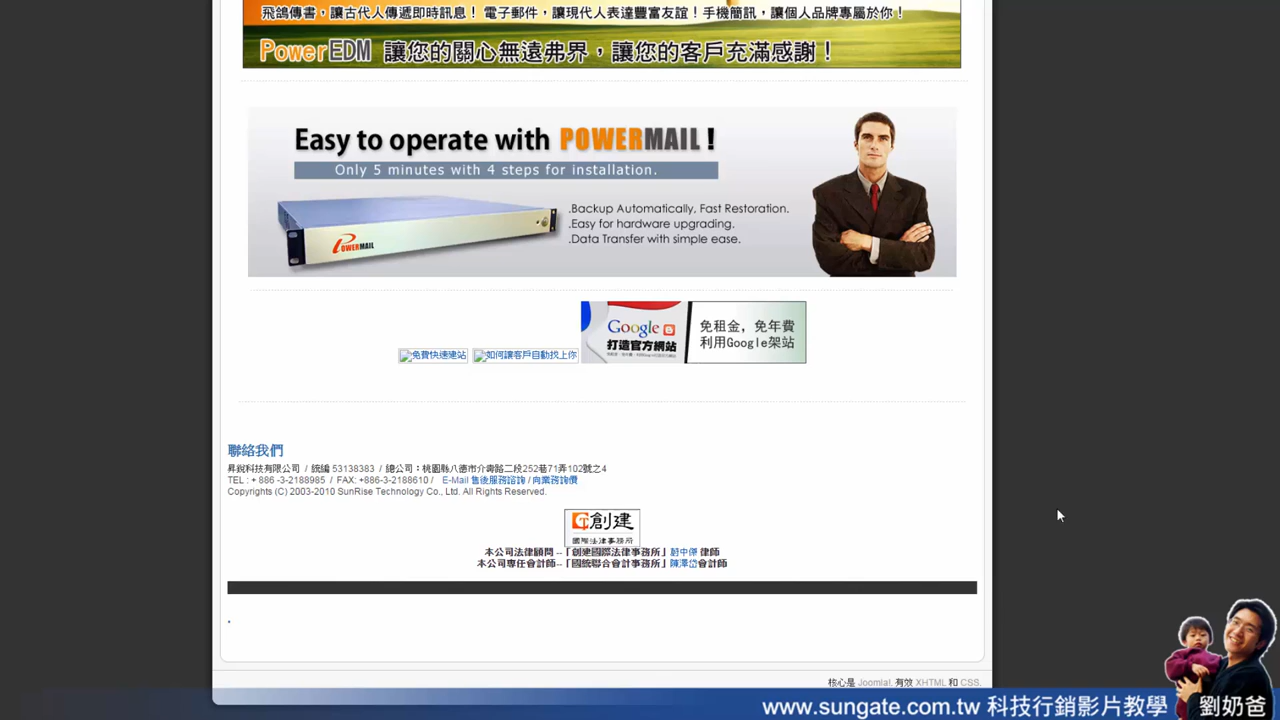 飛鴿傳書，讓古代人傳遞即時訊息！電子郵件，讓現代人表達豐富友誼！手機簡訊，讓個人品牌專屬於你！
PowerEDM 讓您的關心無遠弗界，讓您的客戶充滿感謝！
Easy to operate with POWERMAIL !
Only 5 minutes with 4 steps for installation.
.Backup Automatically, Fast Restoration.
.Easy for hardware upgrading.
.Data Transfer with simple ease.
POWERMAIL
Google
打造官方網站
免租金，免年費
利用Google架站
免費快速建站
如何讓客戶自動找上你
聯絡我們
昇銳科技有限公司 / 統編 53138383 / 總公司：桃園縣八德市介壽路二段252巷71弄102號之4
TEL : + 886 -3-2188985 / FAX: +886-3-2188610 / E-Mail 售後服務諮詢 / 向業務詢價
Copyrights (C) 2003-2010 SunRise Technology Co., Ltd. All Rights Reserved.
創建
國際法律事務所
本公司法律顧問 --「創建國際法律事務所」蔚中傑 律師
本公司專任會計師--「國統聯合會計事務所」陳澤岱會計師
核心是 Joomla!. 有效 XHTML 和 CSS.
www.sungate.com.tw 科技行銷影片教學
劉奶爸